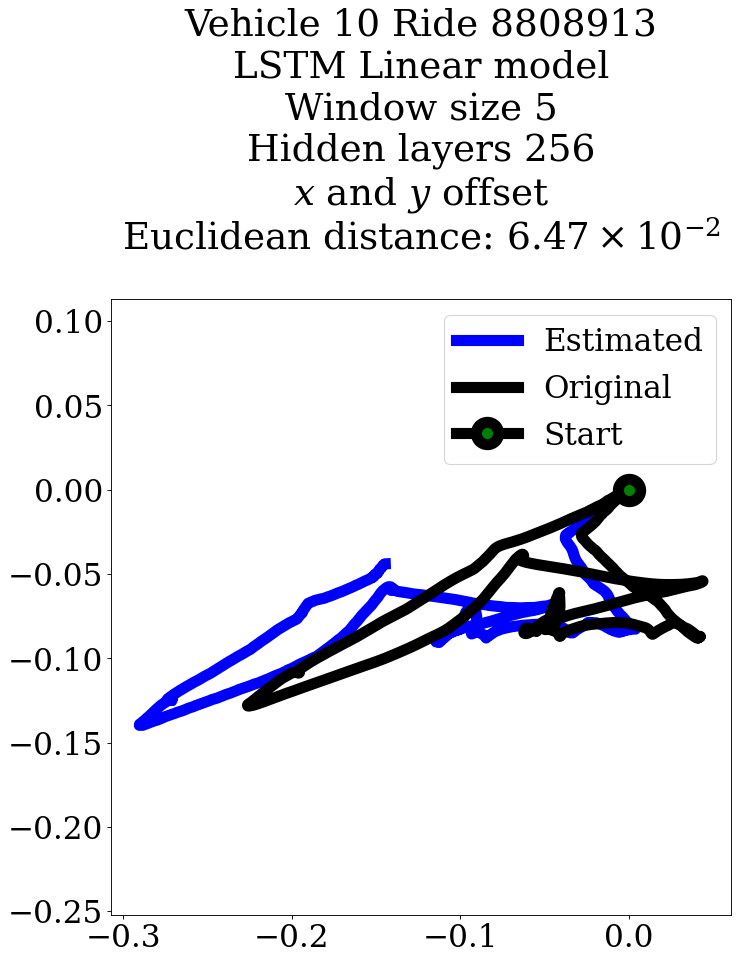 Vehicle 10 Ride 8808913
LSTM Linear model
Window size 5
Hidden layers 256
x and y offset
Euclidean distance: 6.47 × 10⁻²
Estimated
Original
Start
0.10
0.05
0.00
−0.05
−0.10
−0.15
−0.20
−0.25
−0.3 −0.2 −0.1 0.0